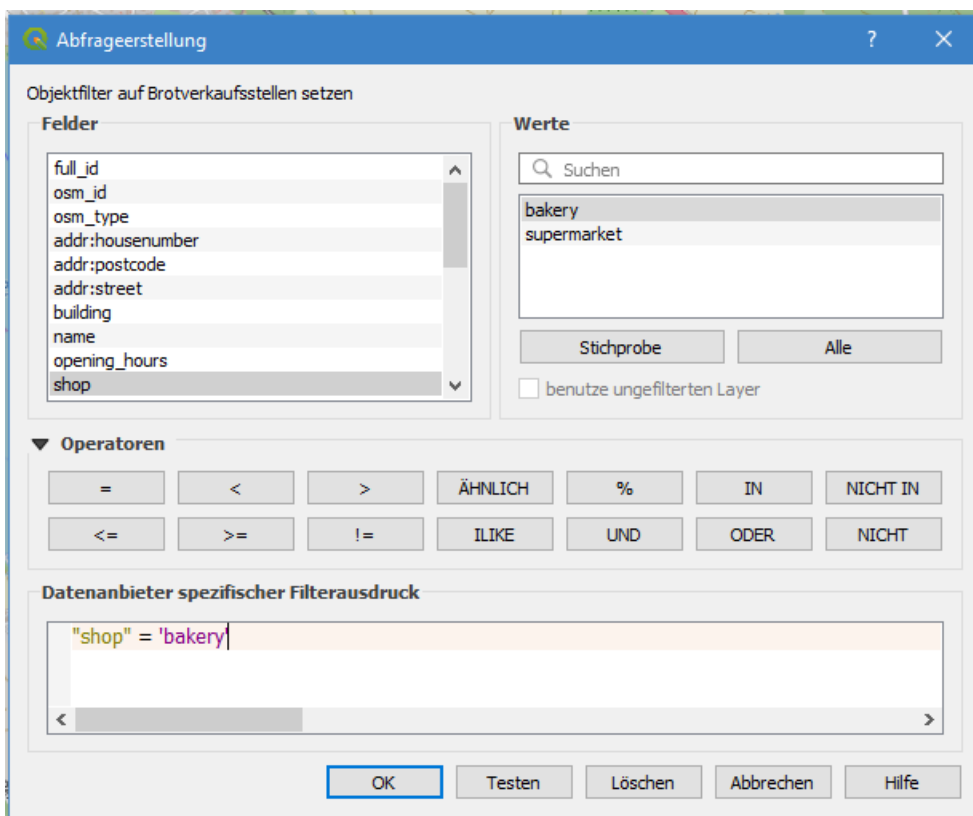 Abfrageerstellung
?
×
Objektfilter auf Brotverkaufsstellen setzen
Felder
full_id
osm_id
osm_type
addr:housenumber
addr:postcode
addr:street
building
name
opening_hours
shop
Werte
Suchen
bakery
supermarket
Stichprobe Alle
benutze ungefilterten Layer
Operatoren
= < > ÄHNLICH % IN NICHT IN
<= >= != ILIKE UND ODER NICHT
Datenanbieter spezifischer Filterausdruck
"shop" = 'bakery'
OK Testen Löschen Abbrechen Hilfe